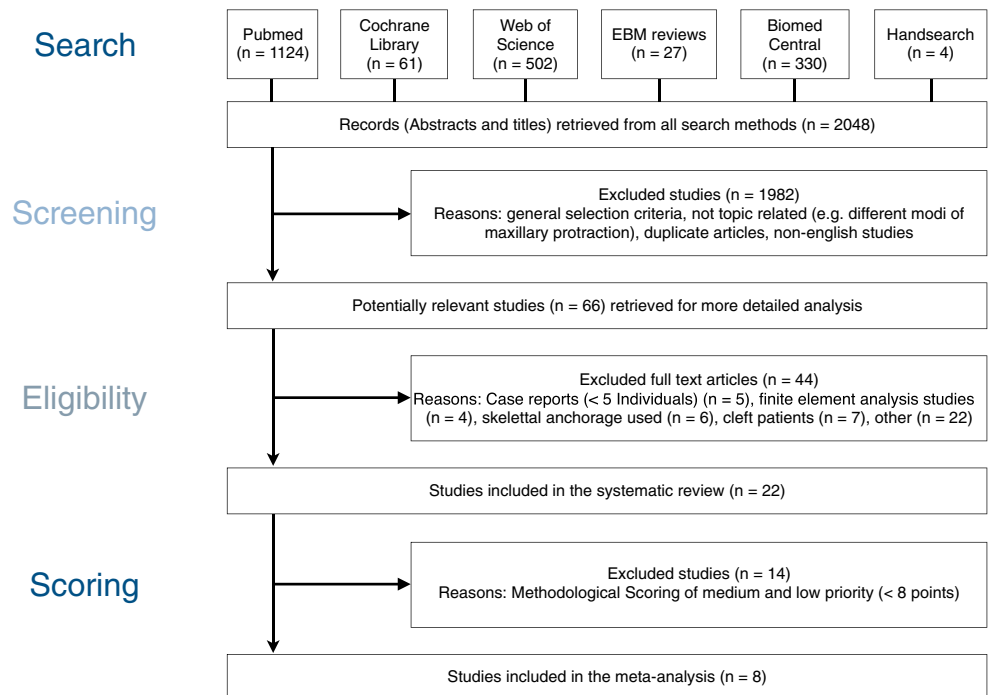 Search
Pubmed
(n = 1124)
Cochrane
Library
(n = 61)
Web of
Science
(n = 502)
EBM reviews
(n = 27)
Biomed
Central
(n = 330)
Handsearch
(n = 4)
Records (Abstracts and titles) retrieved from all search methods (n = 2048)
Screening
Excluded studies (n = 1982)
Reasons: general selection criteria, not topic related (e.g. different modi of
maxillary protraction), duplicate articles, non-english studies
Potentially relevant studies (n = 66) retrieved for more detailed analysis
Eligibility
Excluded full text articles (n = 44)
Reasons: Case reports (< 5 Individuals) (n = 5), finite element analysis studies
(n = 4), skelettal anchorage used (n = 6), cleft patients (n = 7), other (n = 22)
Studies included in the systematic review (n = 22)
Scoring
Excluded studies (n = 14)
Reasons: Methodological Scoring of medium and low priority (< 8 points)
Studies included in the meta-analysis (n = 8)